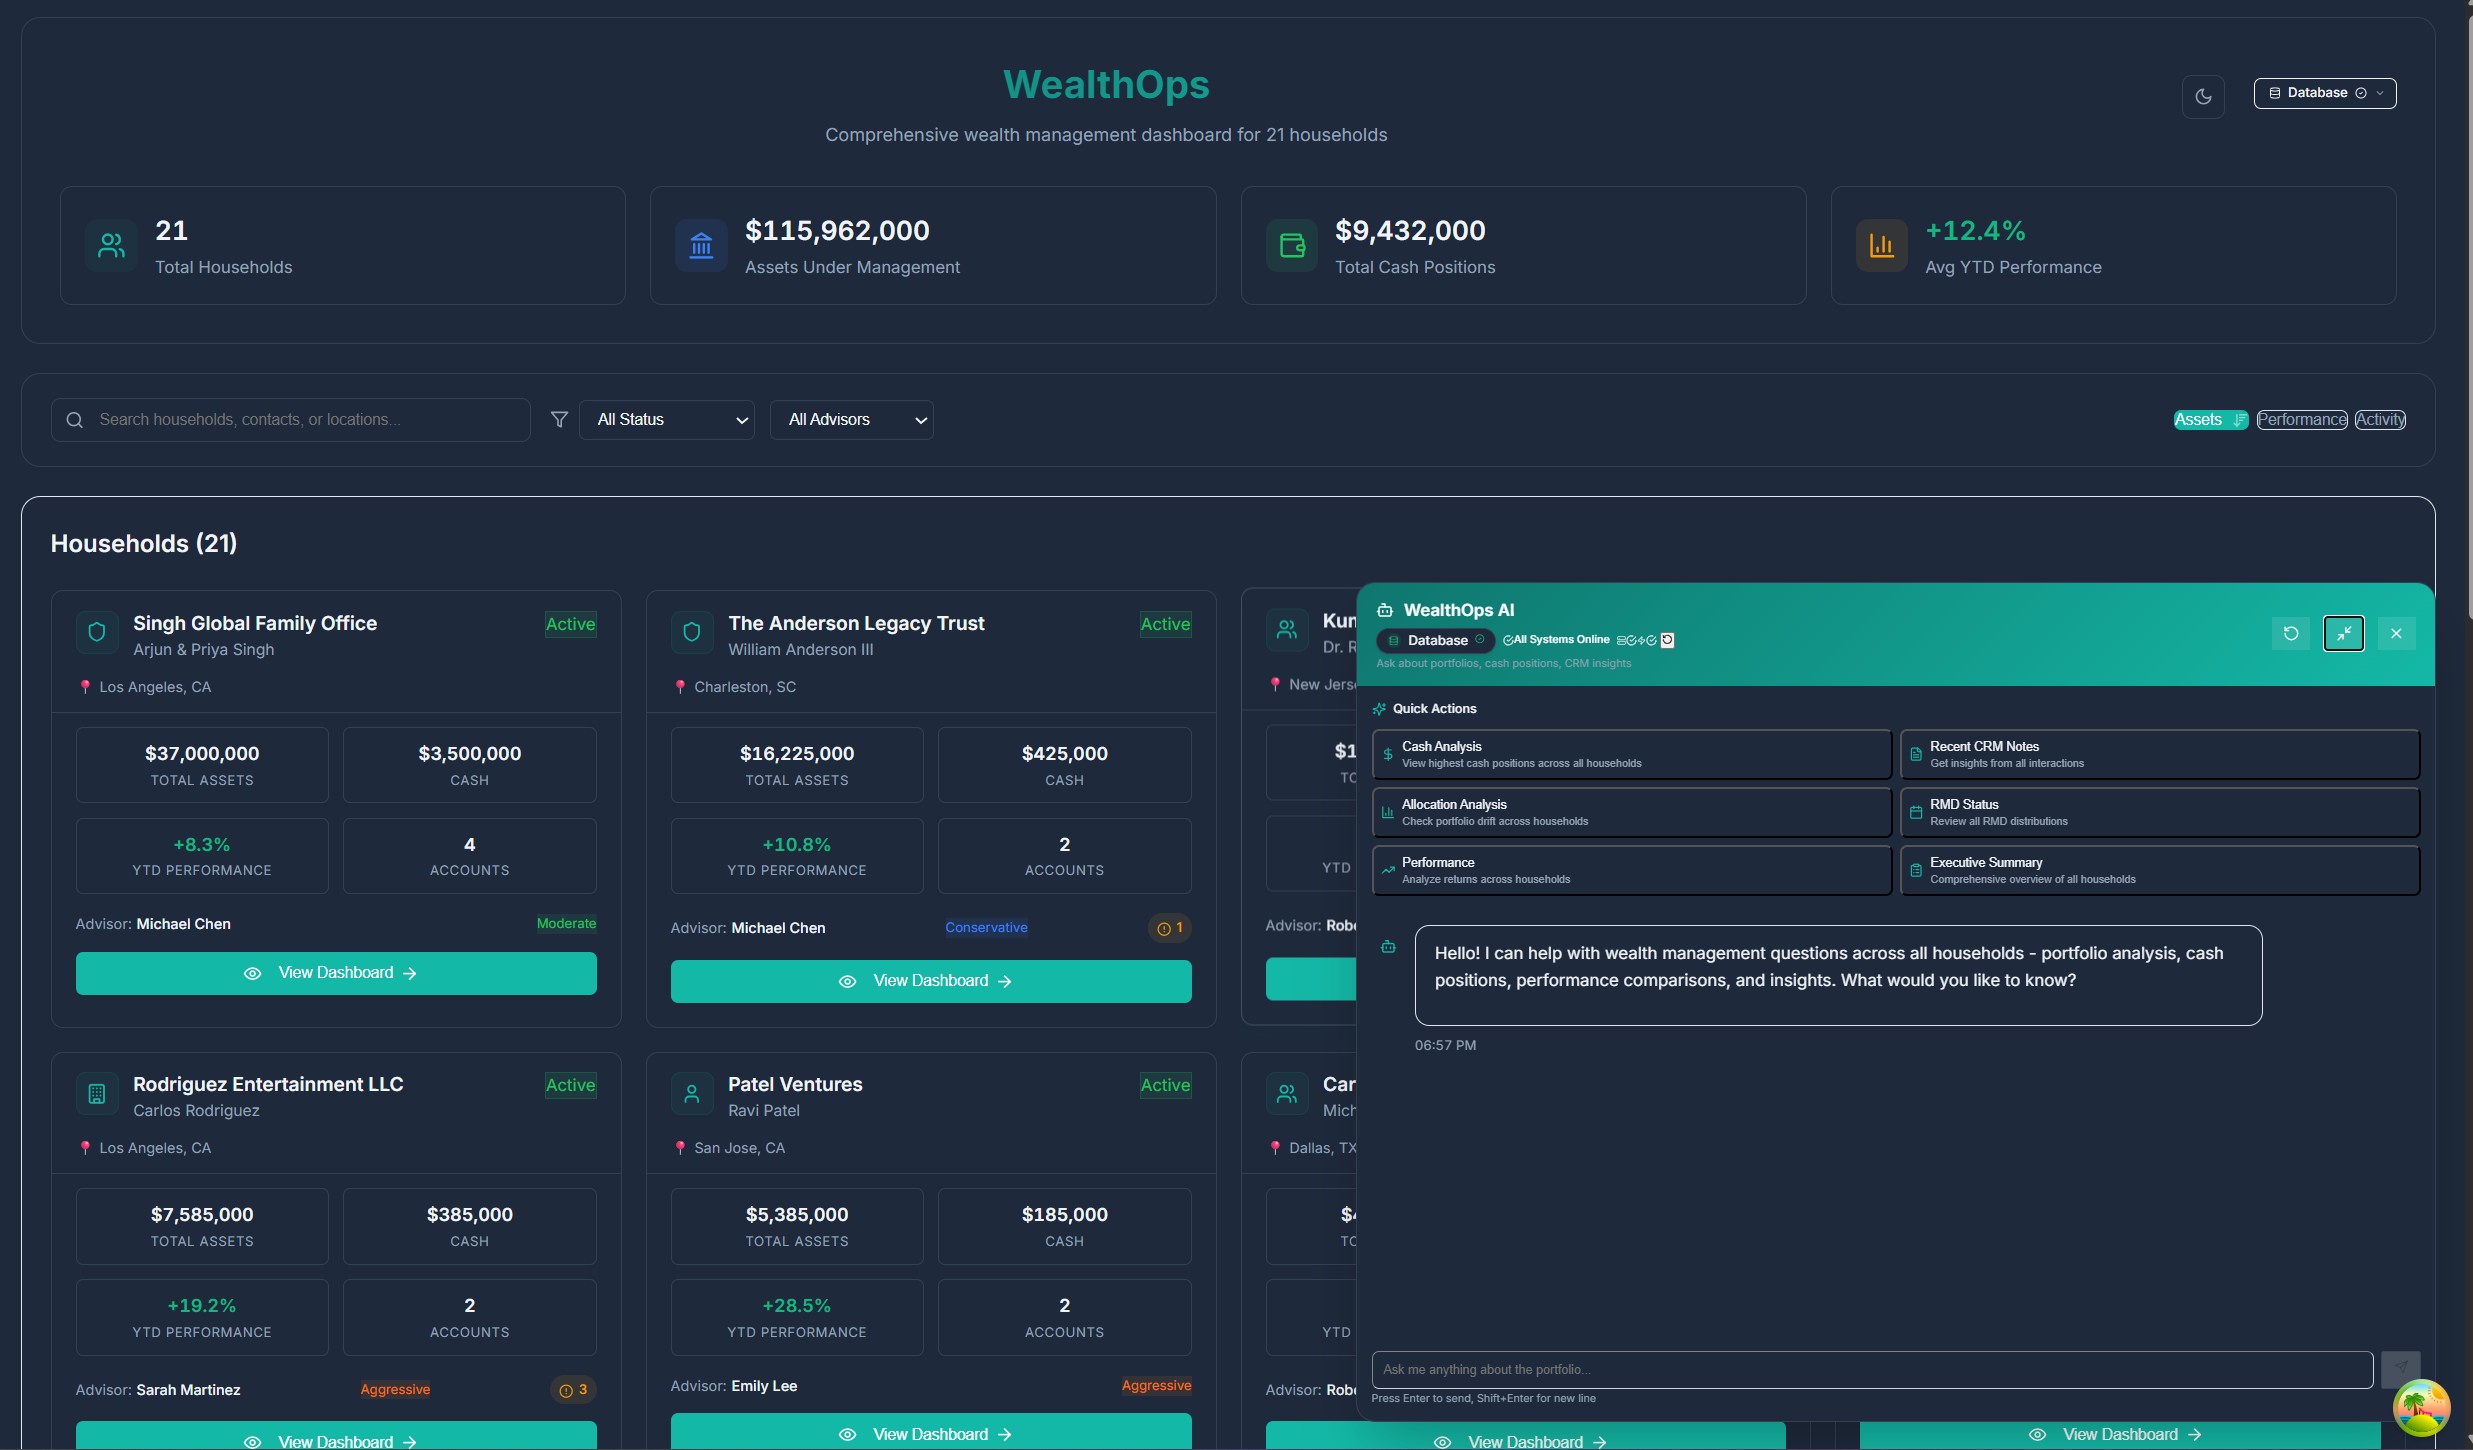 WealthOps
Comprehensive wealth management dashboard for 21 households
Database
21
Total Households
$115,962,000
Assets Under Management
$9,432,000
Total Cash Positions
+12.4%
Avg YTD Performance
Search households, contacts, or locations...
All Status
All Advisors
Assets
Performance
Activity
Households (21)
Singh Global Family Office
Active
Arjun & Priya Singh
Los Angeles, CA
$37,000,000
TOTAL ASSETS
$3,500,000
CASH
+8.3%
YTD PERFORMANCE
4
ACCOUNTS
Advisor: Michael Chen
Moderate
View Dashboard
The Anderson Legacy Trust
Active
William Anderson III
Charleston, SC
$16,225,000
TOTAL ASSETS
$425,000
CASH
+10.8%
YTD PERFORMANCE
2
ACCOUNTS
Advisor: Michael Chen
Conservative
1
View Dashboard
Dr. R
New Jers
$1
YTD
Advisor: Rob
Rodriguez Entertainment LLC
Active
Carlos Rodriguez
Los Angeles, CA
$7,585,000
TOTAL ASSETS
$385,000
CASH
+19.2%
YTD PERFORMANCE
2
ACCOUNTS
Advisor: Sarah Martinez
Aggressive
3
View Dashboard
Patel Ventures
Active
Ravi Patel
San Jose, CA
$5,385,000
TOTAL ASSETS
$185,000
CASH
+28.5%
YTD PERFORMANCE
2
ACCOUNTS
Advisor: Emily Lee
Aggressive
View Dashboard
Car
Mich
Dallas, TX
YTD
Advisor: Rob
View Dashboard
View Dashboard
WealthOps AI
Database
All Systems Online
Ask about portfolios, cash positions, CRM insights
Quick Actions
Cash Analysis
View highest cash positions across all households
Recent CRM Notes
Get insights from all interactions
Allocation Analysis
Check portfolio drift across households
RMD Status
Review all RMD distributions
Performance
Analyze returns across households
Executive Summary
Comprehensive overview of all households
Hello! I can help with wealth management questions across all households - portfolio analysis, cash
positions, performance comparisons, and insights. What would you like to know?
06:57 PM
Ask me anything about the portfolio...
Press Enter to send, Shift+Enter for new line